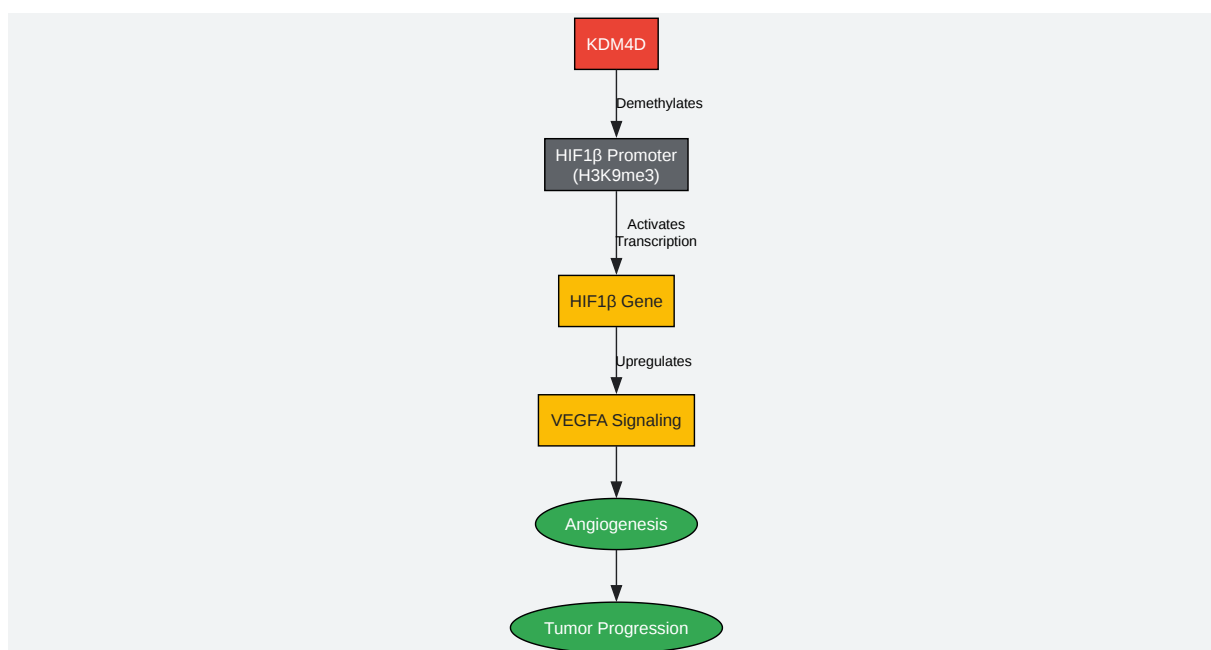 KDM4D
Demethylates
HIF1β Promoter
(H3K9me3)
Activates
Transcription
HIF1β Gene
Upregulates
VEGFA Signaling
Angiogenesis
Tumor Progression